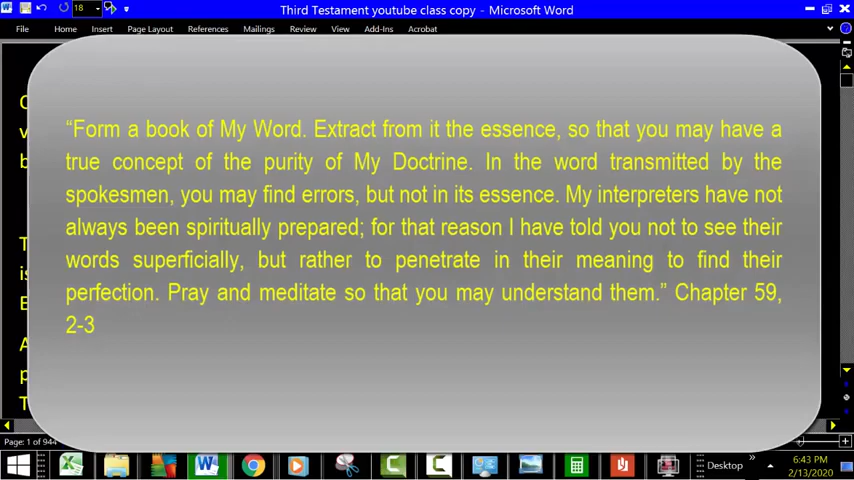 18
Third Testament youtube class copy - Microsoft Word
File Home Insert Page Layout References Mailings Review View Add-Ins Acrobat
“Form a book of My Word. Extract from it the essence, so that you may have a
true concept of the purity of My Doctrine. In the word transmitted by the
spokesmen, you may find errors, but not in its essence. My interpreters have not
always been spiritually prepared; for that reason I have told you not to see their
words superficially, but rather to penetrate in their meaning to find their
perfection. Pray and meditate so that you may understand them.” Chapter 59,
2-3
Page: 1 of 944
Desktop
6:43 PM
2/13/2020